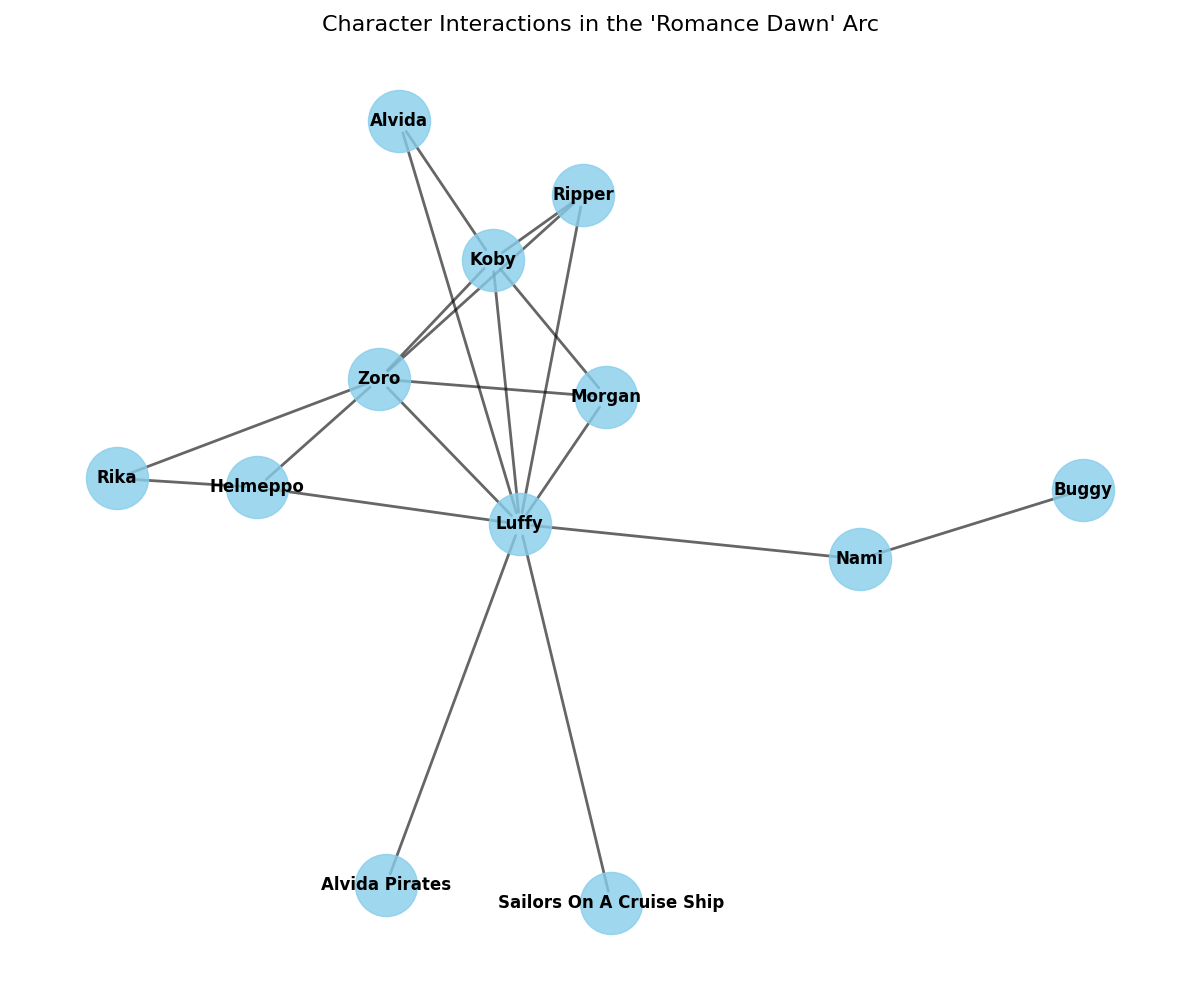 Character Interactions in the 'Romance Dawn' Arc
Alvida
Ripper
Koby
Zoro
Morgan
Rika
Helmeppo
Buggy
Luffy
Nami
Alvida Pirates
Sailors On A Cruise Ship